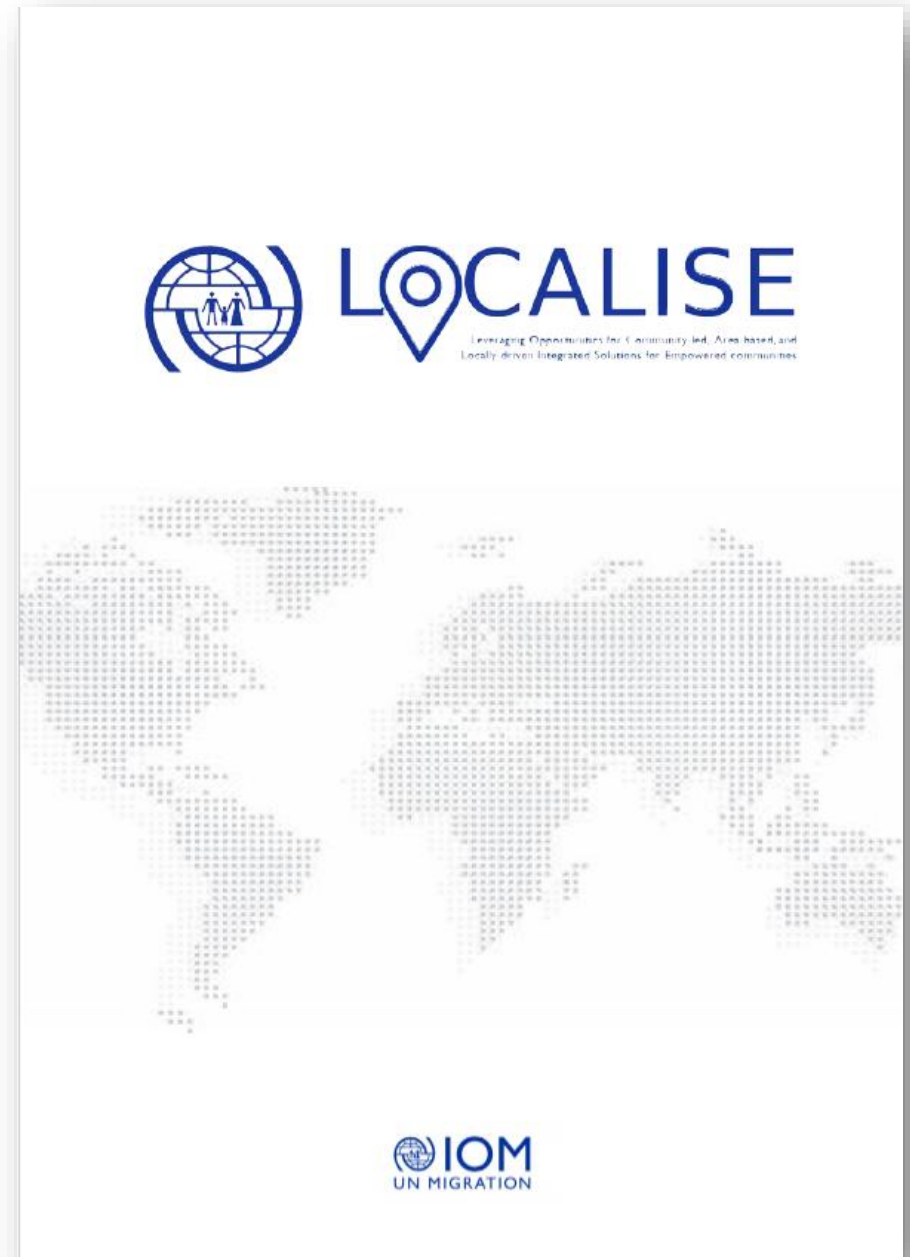 LOCALISE
Leveraging Opportunities for Community-led, Area-based, and
Locally-driven Integrated Solutions for Empowered communities
IOM
UN MIGRATION